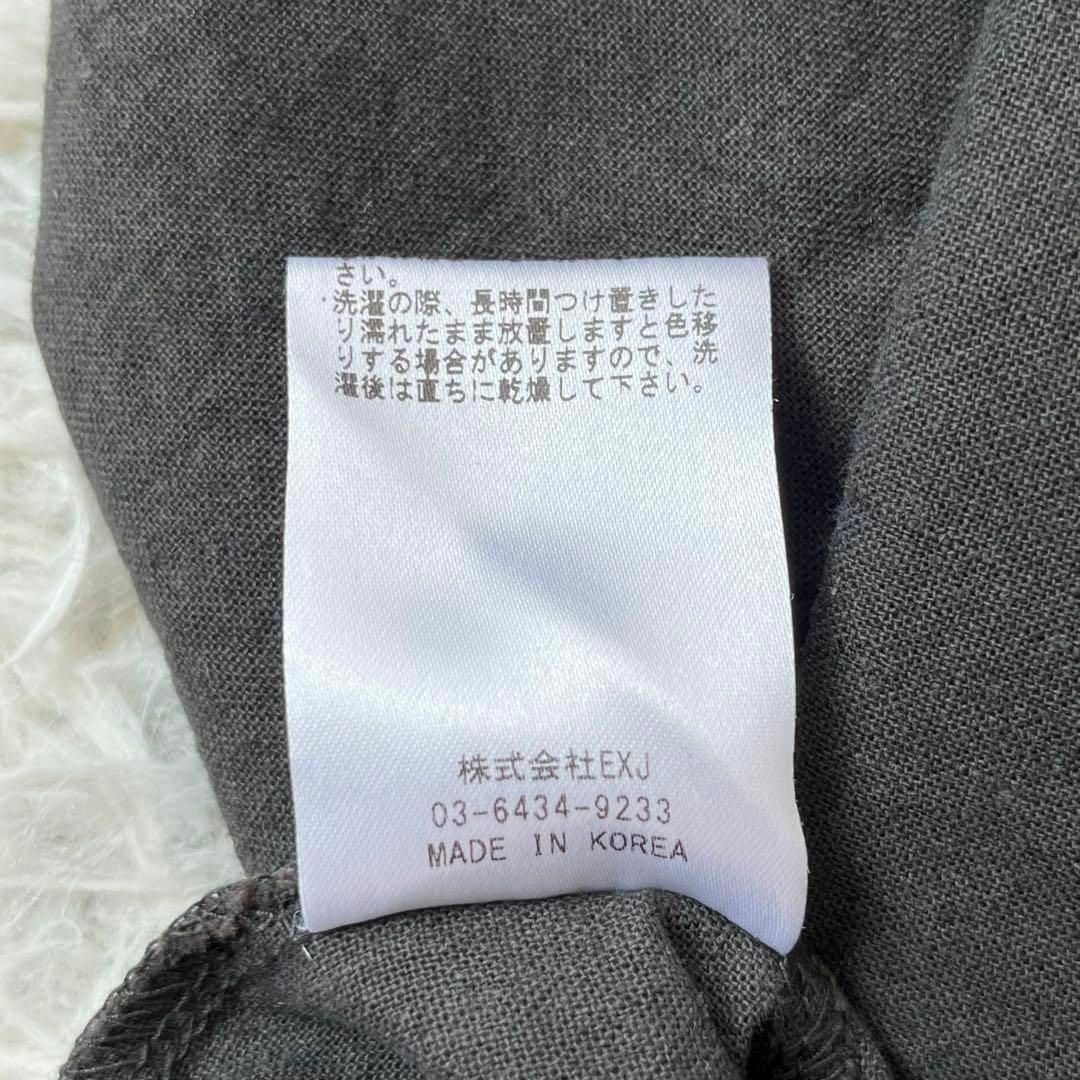 さい。
・洗濯の際、長時間つけ置きした
り濡れたまま放置しますと色移
りする場合がありますので、洗
濯後は直ちに乾燥して下さい。
株式会社EXJ
03-6434-9233
MADE IN KOREA